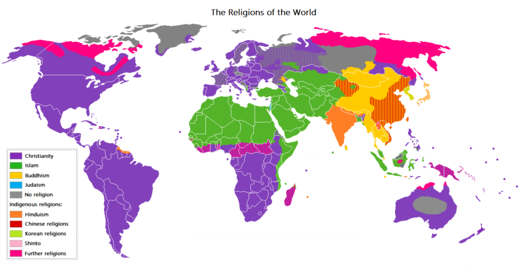 The Religions of the World
Christianity
Islam
Buddhism
Judaism
No religion
Indigenous religions:
Hinduism
Chinese religions
Korean religions
Shinto
Further religions